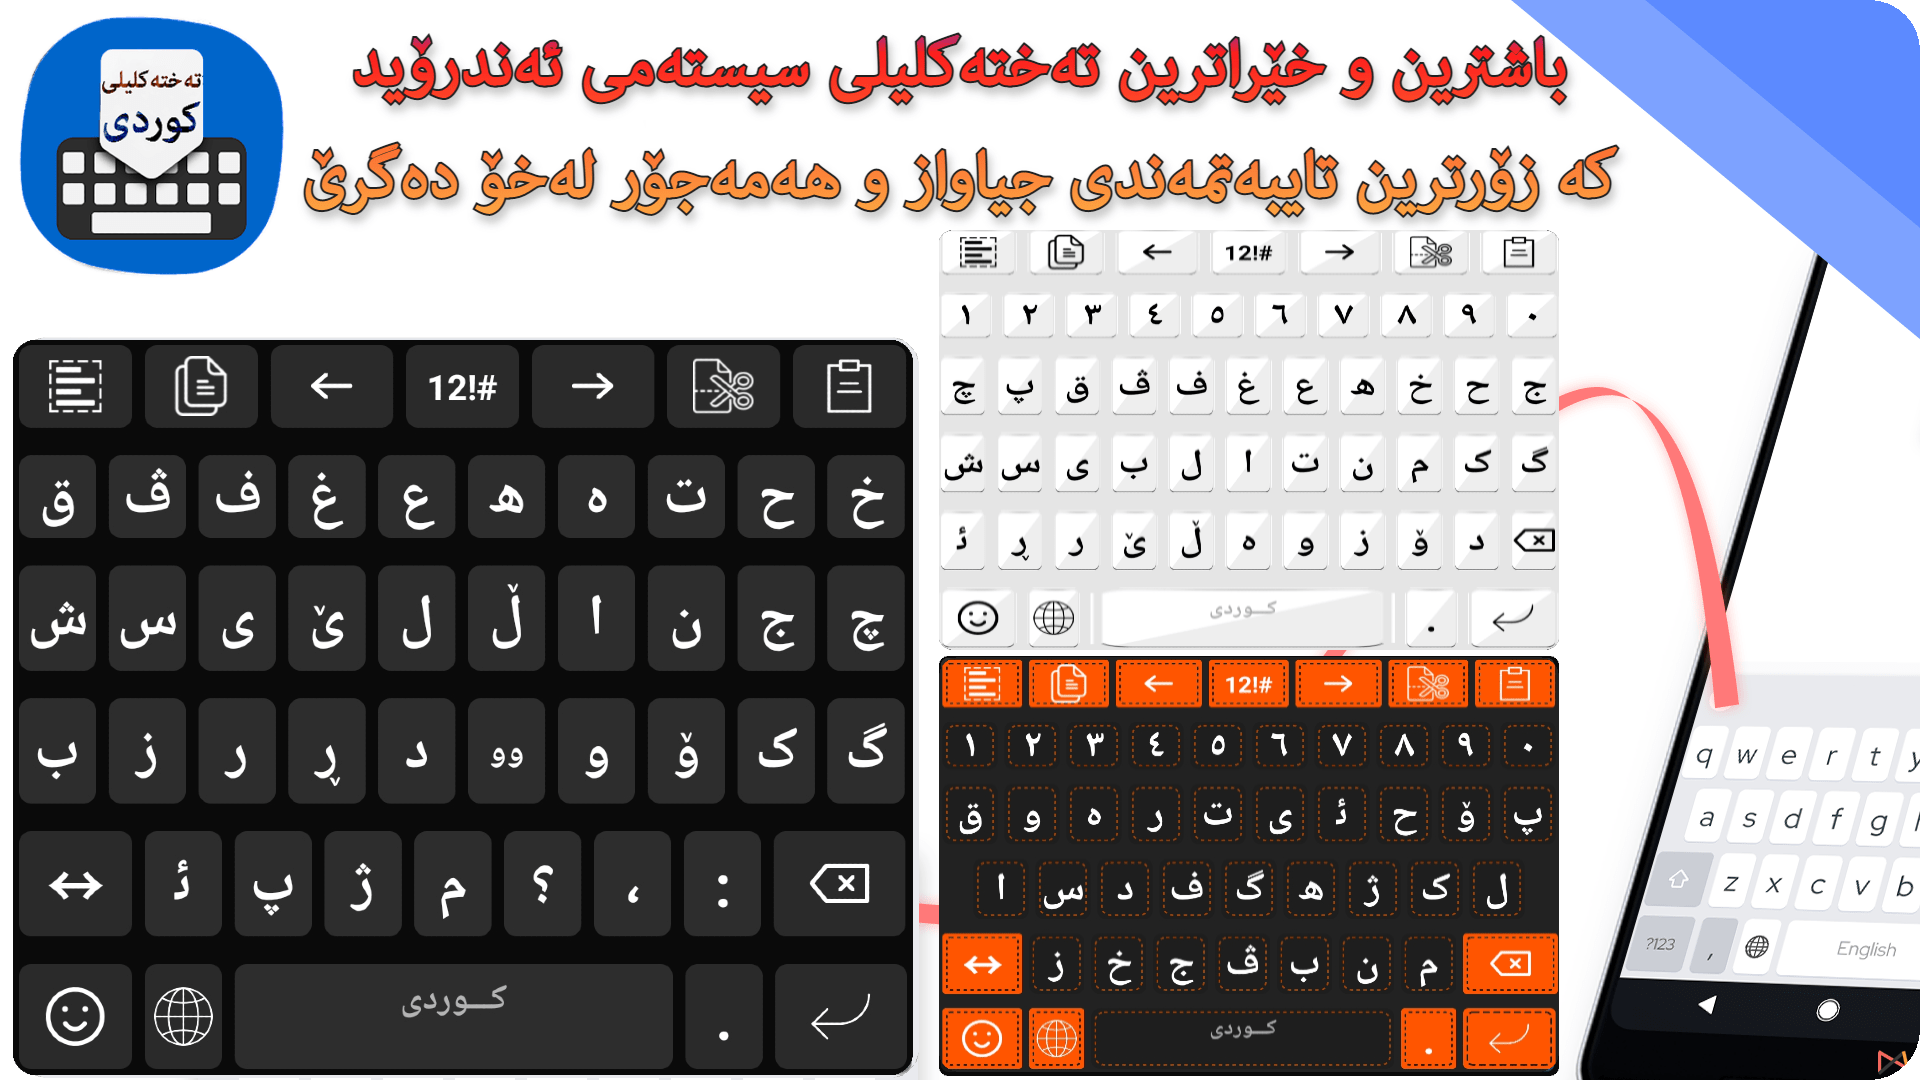 باشترین و خێراترین تەختەکلیلی سیستەمی ئەندرۆید
کە زۆرترین تایبەتمەندی جیاواز و هەمەجۆر لەخۆ دەگرێ
تەختەکلیلی
کوردی
12!#
خ ح ت ه ھ ع غ ف ڤ ق
چ ج ن ا ڵ ل ێ ی س ش
گ ک ۆ و وو د ڕ ر ز ب
: ، ؟ م ژ پ ئ
کــوردی
.
12!#
١ ٢ ٣ ٤ ٥ ٦ ٧ ٨ ٩ ٠
ج ح خ ھ ع غ ف ڤ ق پ چ
گ ک م ن ت ا ل ب ی س ش
د ۆ ز و ه ڵ ێ ر ڕ ئ
کــوردی
.
12!#
١ ٢ ٣ ٤ ٥ ٦ ٧ ٨ ٩ ٠
پ ۆ ح ئ ی ت ر ه و ق
ل ک ژ ھ گ ف د س ا
م ن ب ڤ ج خ ز
کــوردی
.
q w e r t y
a s d f g
z x c v b
?123 , English